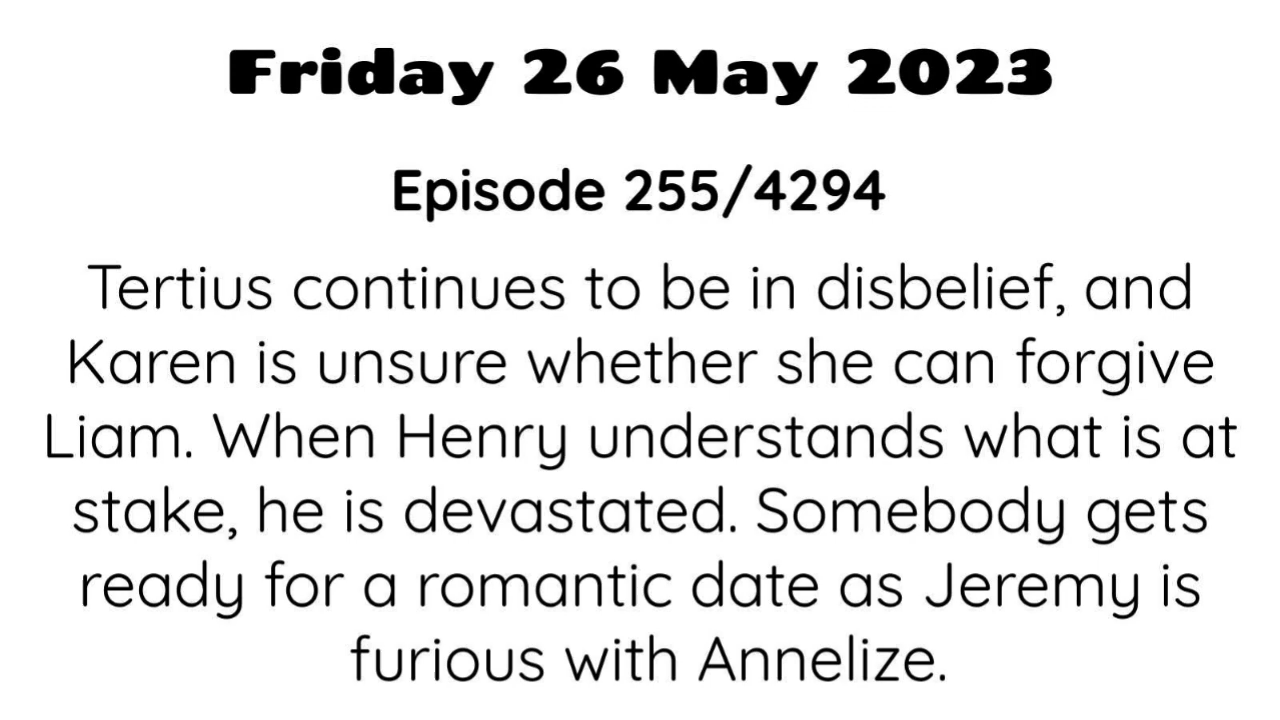 Friday 26 May 2023
Episode 255/4294
Tertius continues to be in disbelief, and
Karen is unsure whether she can forgive
Liam. When Henry understands what is at
stake, he is devastated. Somebody gets
ready for a romantic date as Jeremy is
furious with Annelize.